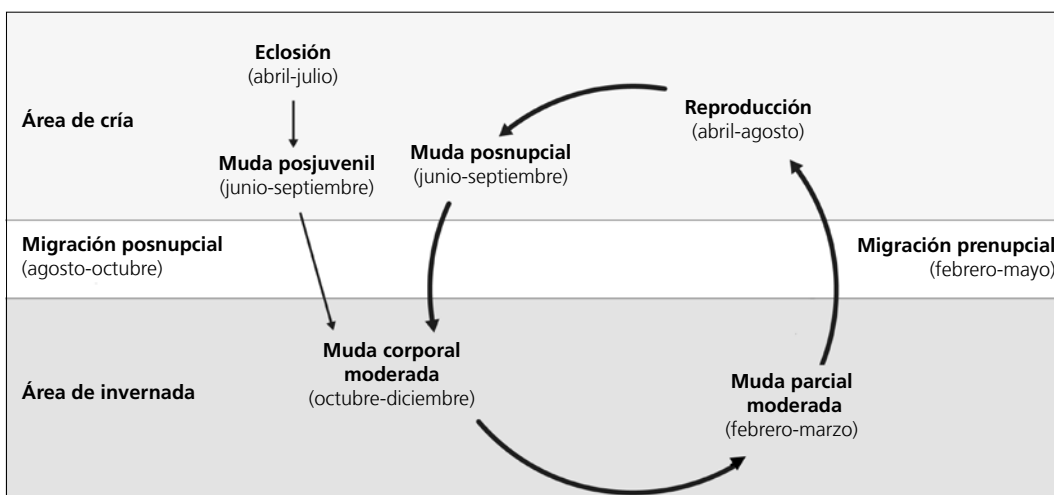 Eclosión
(abril-julio)
Reproducción
(abril-agosto)
Área de cría
Muda posjuvenil
(junio-septiembre)
Muda posnupcial
(junio-septiembre)
Migración posnupcial
(agosto-octubre)
Migración prenupcial
(febrero-mayo)
Muda corporal
moderada
(octubre-diciembre)
Área de invernada
Muda parcial
moderada
(febrero-marzo)